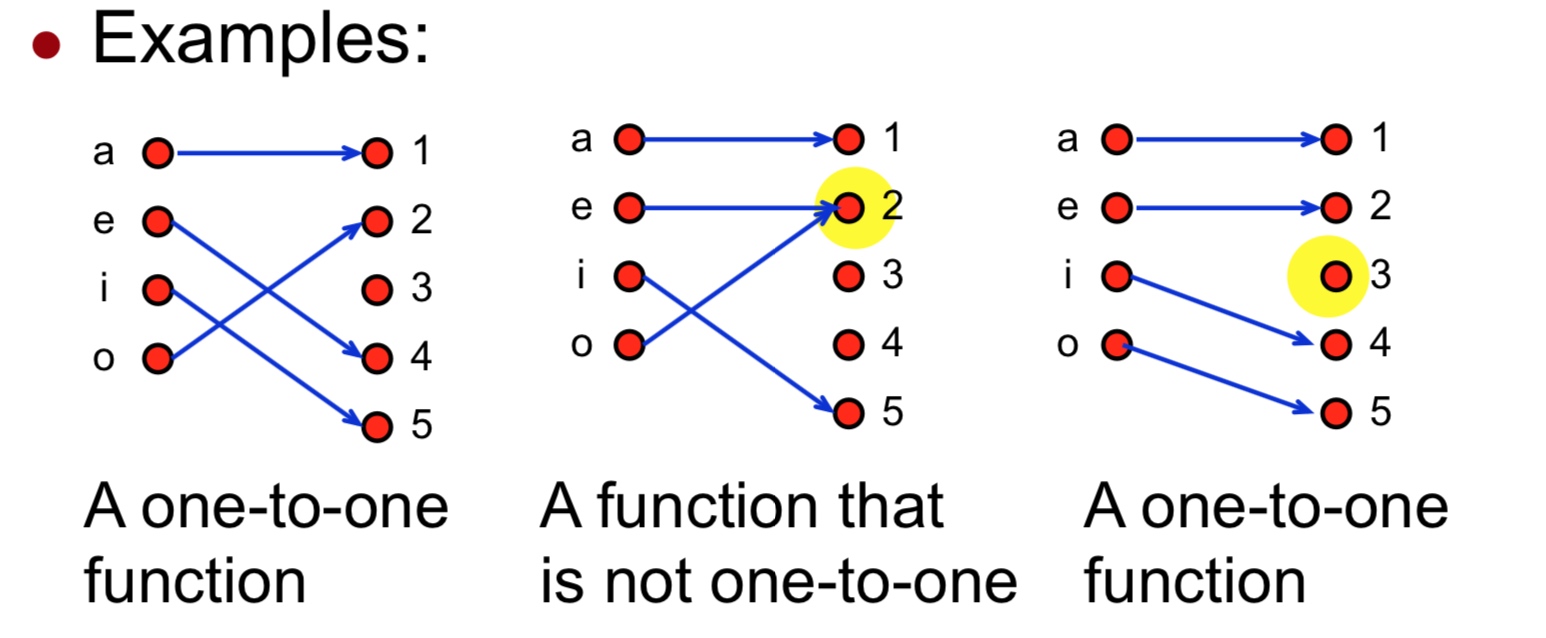 • Examples:
a 1
e 2
i 3
o 4
5
A one-to-one
function
a 1
e 2
i 3
o 4
5
A function that
is not one-to-one
a 1
e 2
i 3
o 4
5
A one-to-one
function